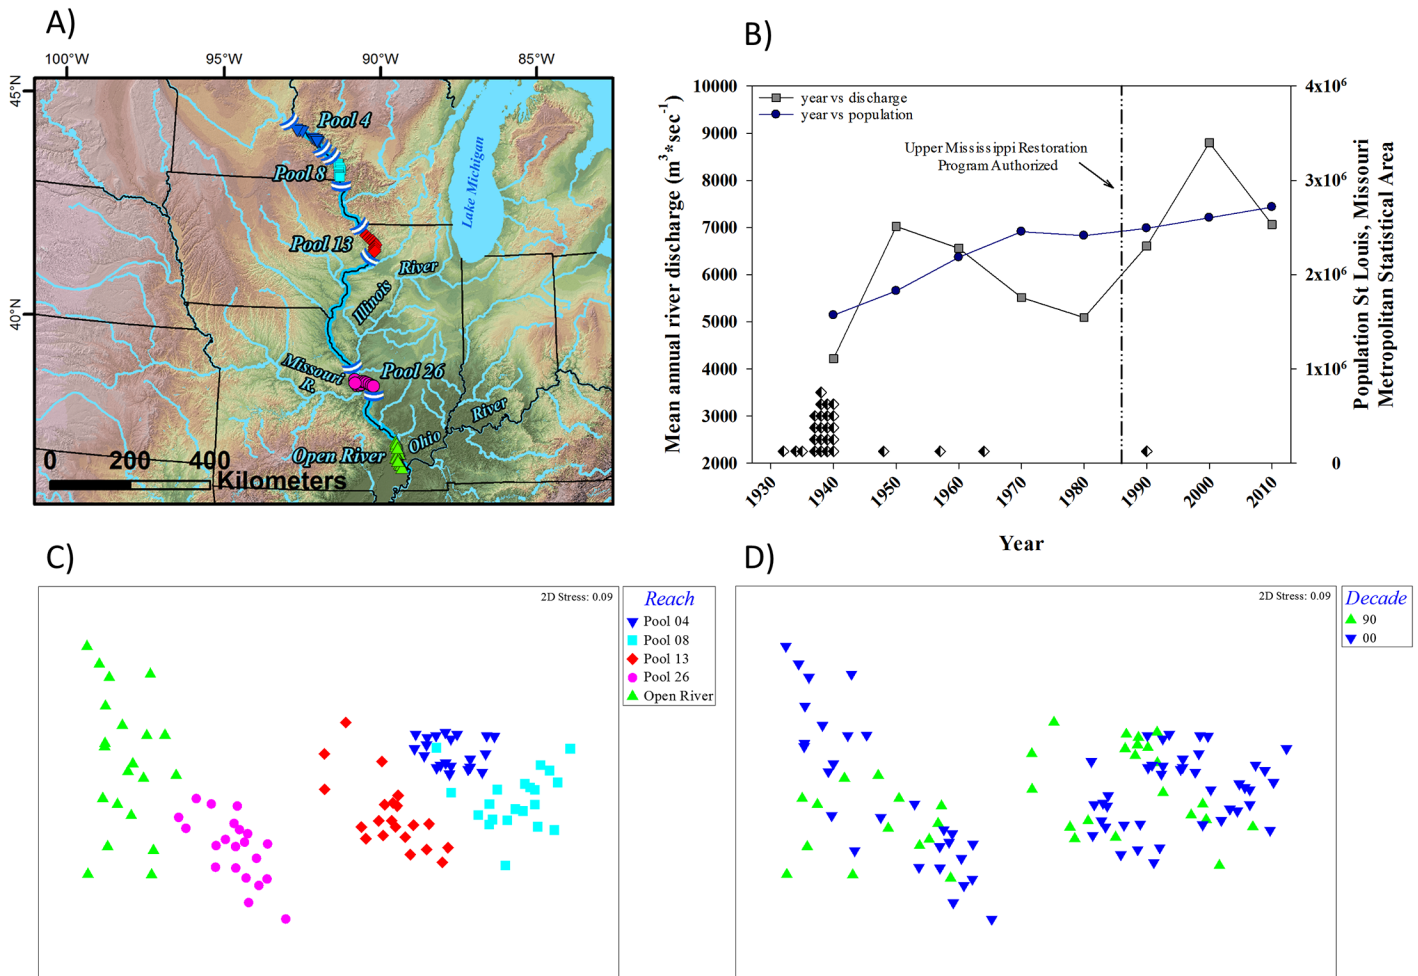 A)
100°W 95°W 90°W 85°W
45°N
40°N
Pool 4
Pool 8
Lake Michigan
Pool 13
River
Illinois
Missouri
R.
Pool 26
River
Ohio
Open River
0 200 400
Kilometers
B)
10000
9000
8000
7000
6000
5000
4000
3000
2000
Mean annual river discharge (m³*sec⁻¹)
year vs discharge
year vs population
Upper Mississippi Restoration
Program Authorized
4x10⁶
3x10⁶
2x10⁶
1x10⁶
0
Population St Louis, Missouri
Metropolitan Statistical Area
1930 1940 1950 1960 1970 1980 1990 2000 2010
Year
C)
2D Stress: 0.09
Reach
Pool 04
Pool 08
Pool 13
Pool 26
Open River
D)
2D Stress: 0.09
Decade
90
00